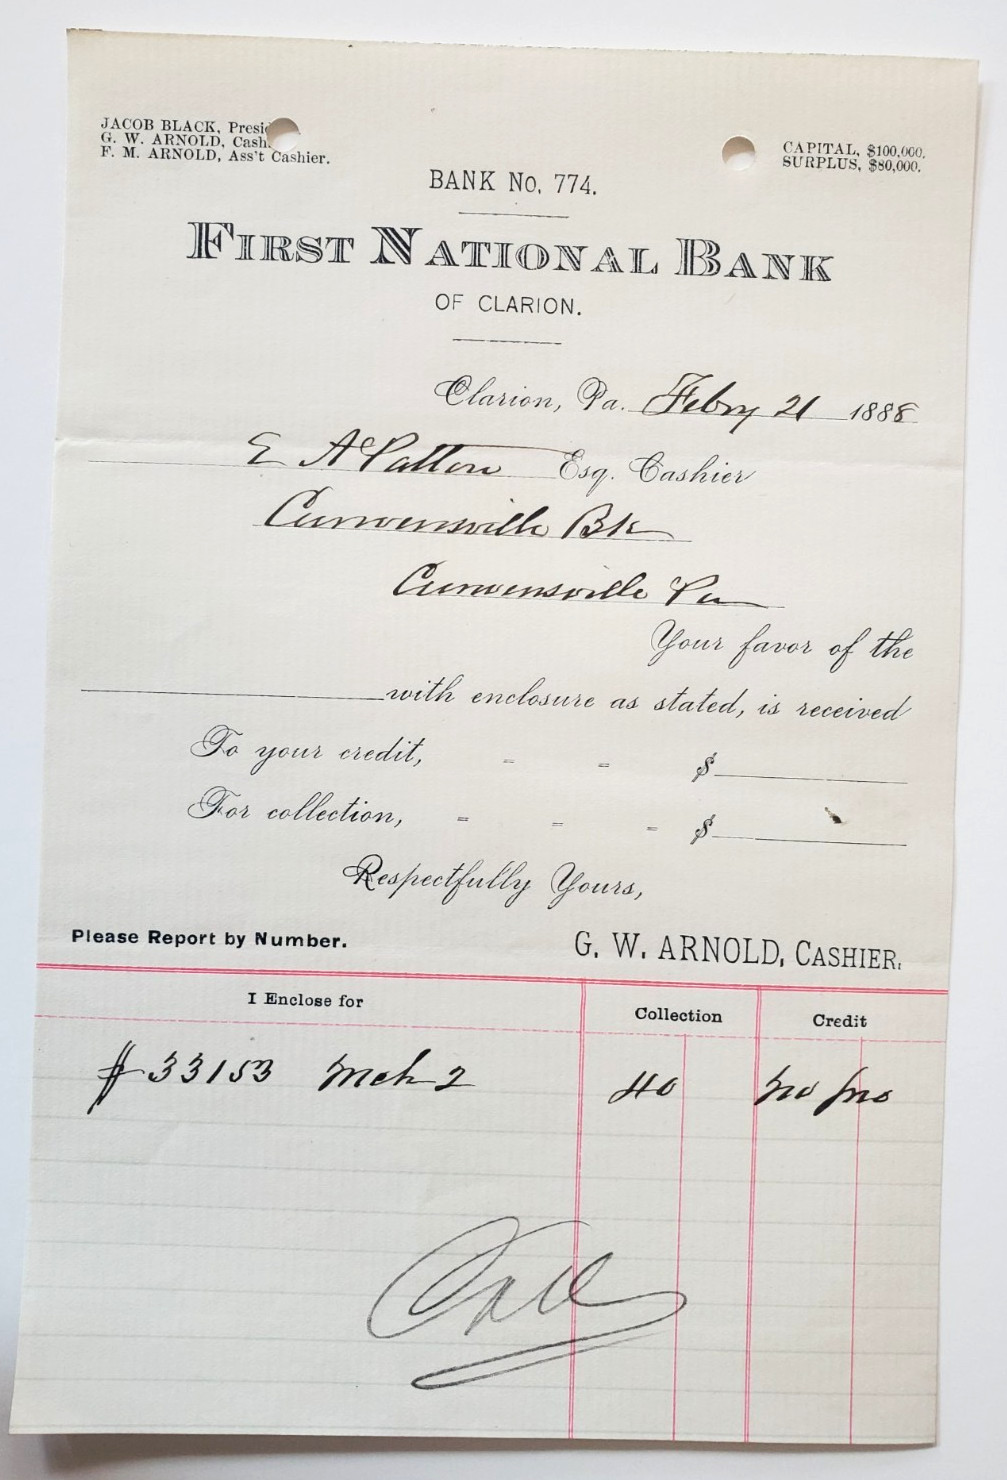 JACOB BLACK, Presi
G. W. ARNOLD, Cash.
F. M. ARNOLD, Ass't Cashier.
CAPITAL, $100,000.
SURPLUS, $80,000.
BANK No. 774.
FIRST NATIONAL BANK
OF CLARION.
Clarion, Pa. Febry 21 1888
E A Patton Esq. Cashier
Curwensville Bk
Curwensville Pa
Your favor of the
with enclosure as stated, is received
To your credit, - - $
For collection, - - - $
Respectfully Yours,
Please Report by Number.
G. W. ARNOLD, CASHIER.
I Enclose for
Collection
Credit
# 33153 Mch 2 40 no pro